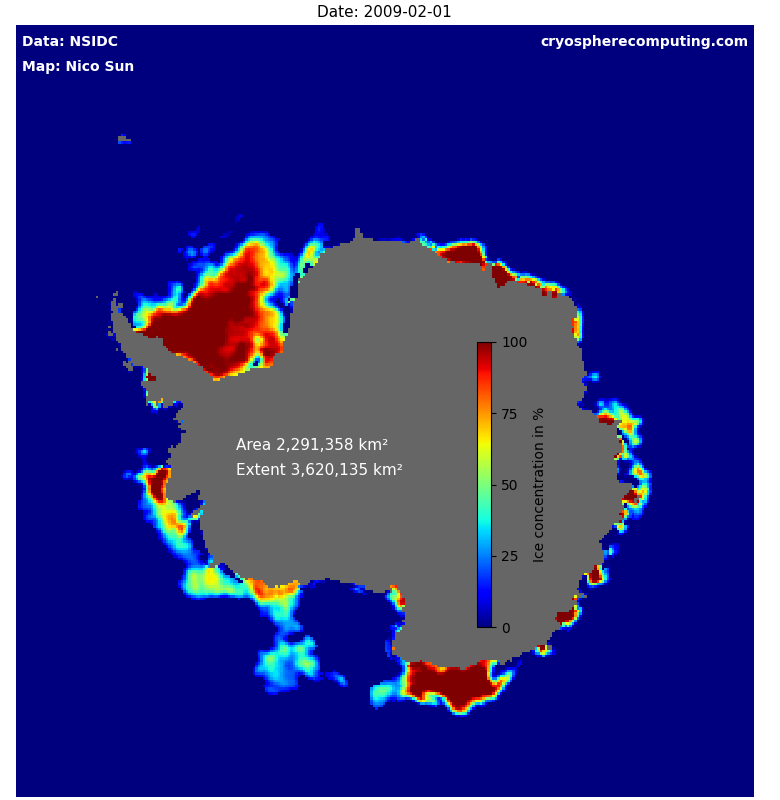 Date: 2009-02-01
Data: NSIDC
cryospherecomputing.com
Map: Nico Sun
100
75
50
25
0
Ice concentration in %
Area 2,291,358 km²
Extent 3,620,135 km²